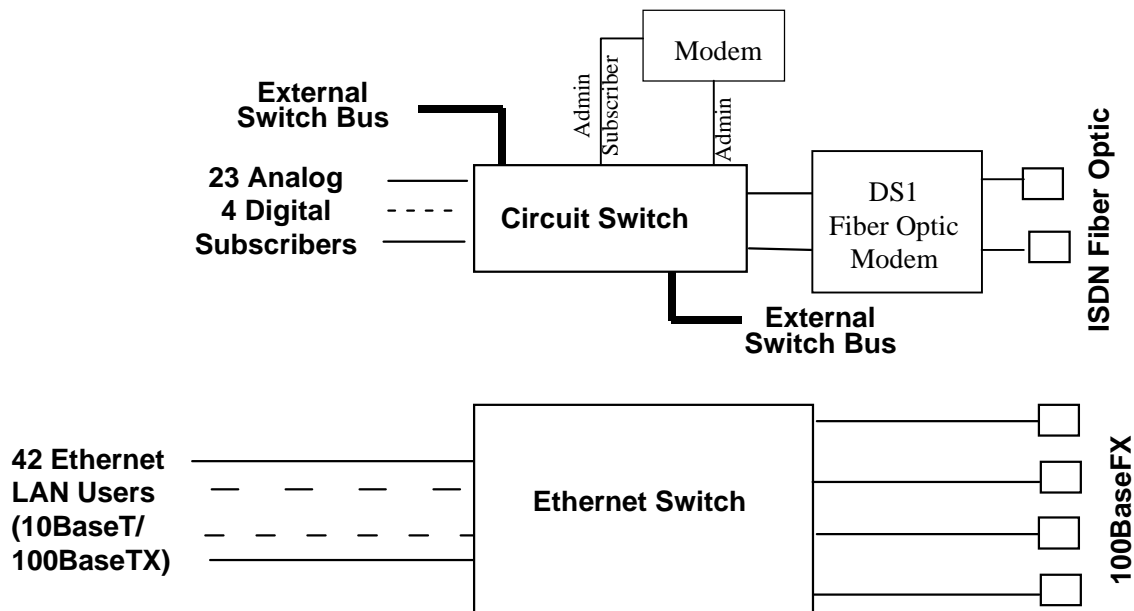 Modem
Admin
Subscriber
Admin
External
Switch Bus
23 Analog
4 Digital
Subscribers
Circuit Switch
DS1
Fiber Optic
Modem
ISDN Fiber Optic
External
Switch Bus
42 Ethernet
LAN Users
(10BaseT/
100BaseTX)
Ethernet Switch
100BaseFX